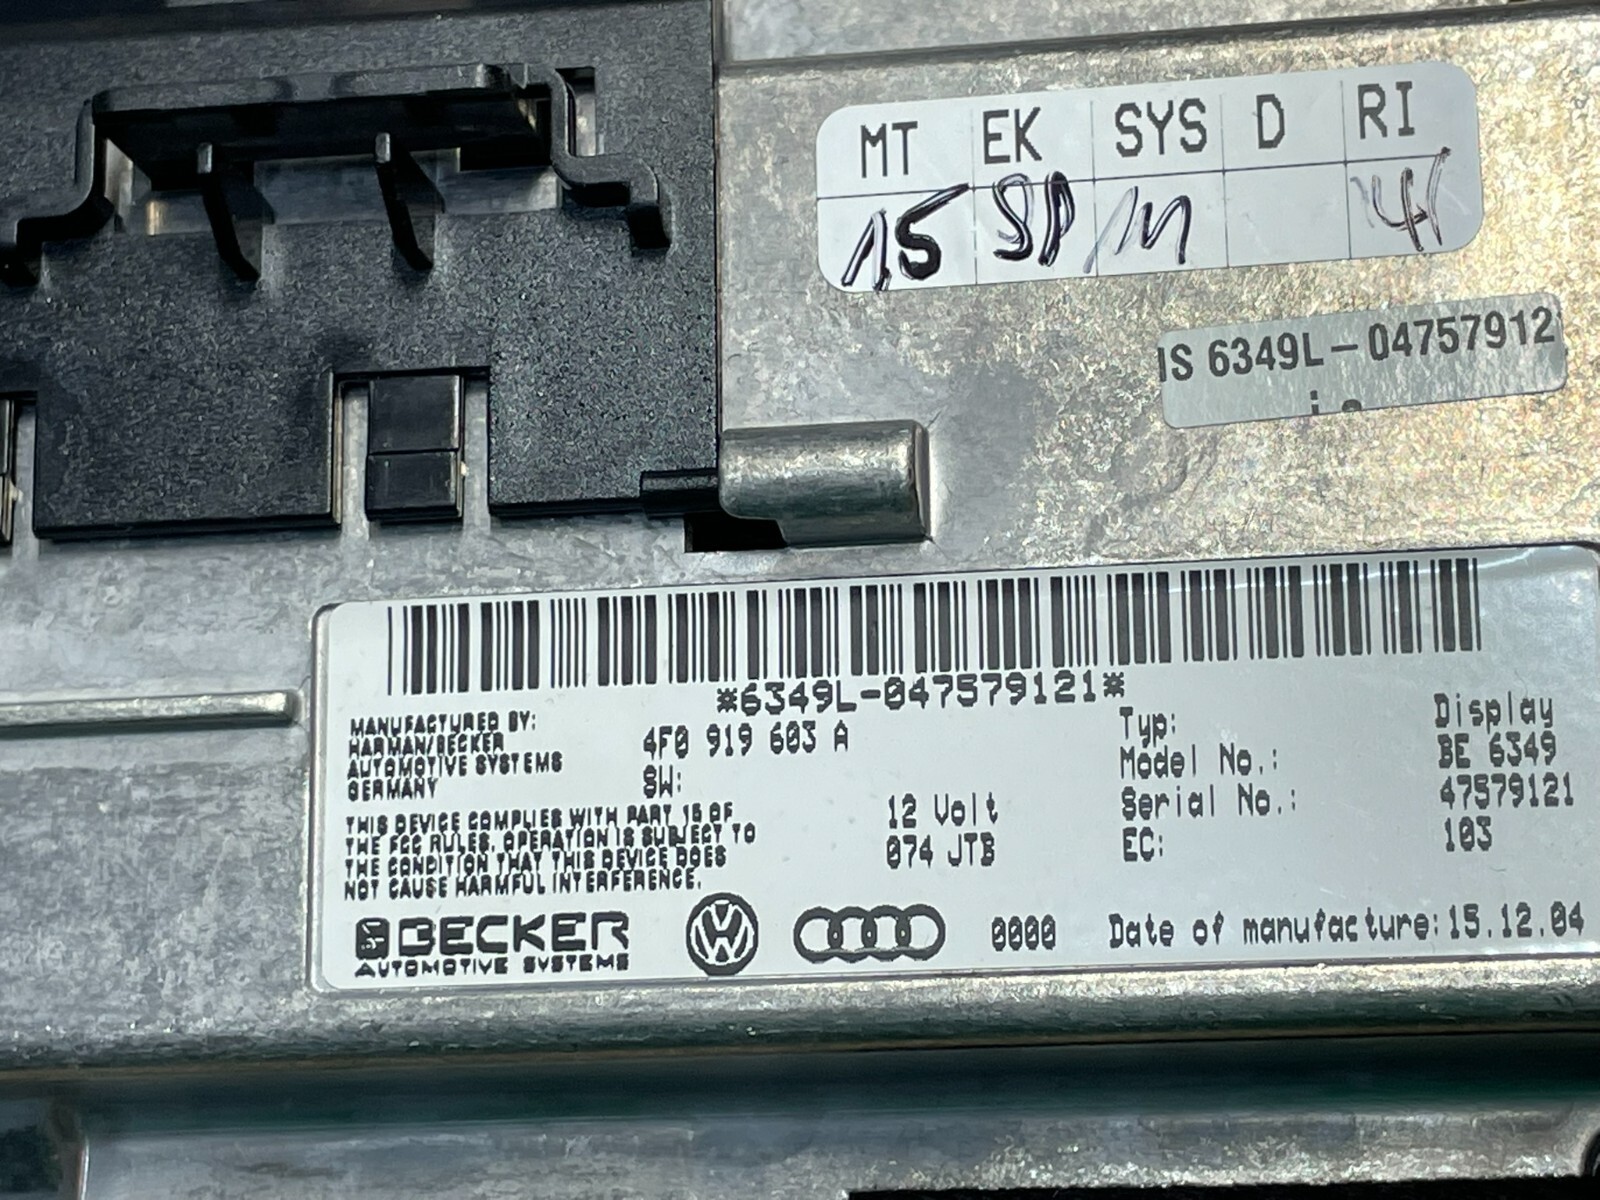 MT EK SYS D RI
15
IS 6349L-04757912
*6349L-047579121*
MANUFACTURED BY:
HARMAN/BECKER
AUTOMOTIVE SYSTEMS
GERMANY
4F0 919 603 A
SW:
THIS DEVICE COMPLIES WITH PART 15 OF
THE FCC RULES. OPERATION IS SUBJECT TO
THE CONDITION THAT THIS DEVICE DOES
NOT CAUSE HARMFUL INTERFERENCE.
12 Volt
074 JTB
Typ: Display
Model No.: BE 6349
Serial No.: 47579121
EC: 103
BECKER
AUTOMOTIVE SYSTEMS
0000 Date of manufacture: 15.12.04